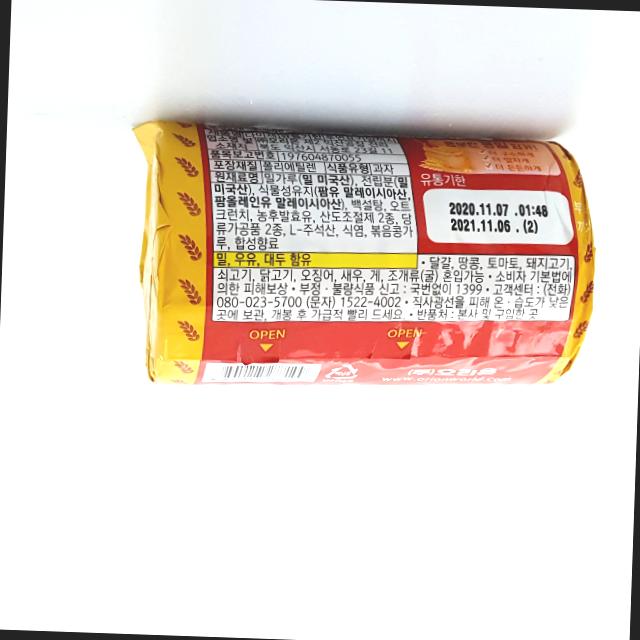 품목보고번호 197604870055
포장재질 폴리에틸렌 식품유형 과자
원재료명 밀가루(밀 미국산), 전립분(밀
미국산), 식물성유지(팜유 말레이시아산,
팜올레인유 말레이시아산), 백설탕, 오트
크런치, 농후발효유, 산도조절제 2종, 당
류가공품 2종, L-주석산, 식염, 볶음콩가
루, 합성향료
밀, 우유, 대두 함유
유통기한
2020.11.07 .01:48
2021.11.06 . (2)
• 달걀, 땅콩, 토마토, 돼지고기,
쇠고기, 닭고기, 오징어, 새우, 게, 조개류(굴) 혼입가능 • 소비자 기본법에
의한 피해보상 • 부정 · 불량식품 신고 : 국번없이 1399 • 고객센터 : (전화)
080-023-5700 (문자) 1522-4002 • 직사광선을 피해 온 · 습도가 낮은
곳에 보관, 개봉 후 가급적 빨리 드세요. • 반품처 : 본사 및 구입한 곳
OPEN OPEN
(주)오리온
www.orionworld.com